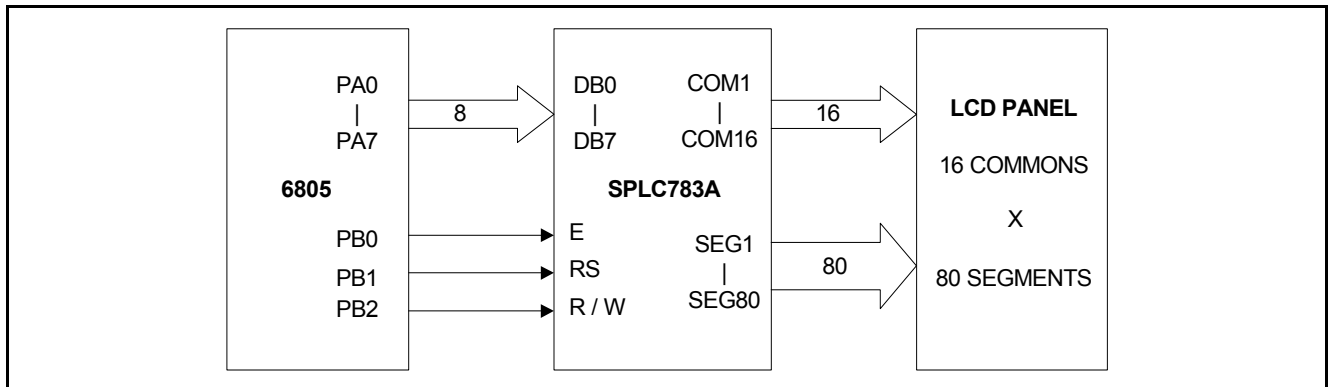 PA0
|
PA7
6805
PB0
PB1
PB2
8
DB0
|
DB7
COM1
|
COM16
SPLC783A
E
RS
R / W
SEG1
|
SEG80
16
80
LCD PANEL
16 COMMONS
X
80 SEGMENTS